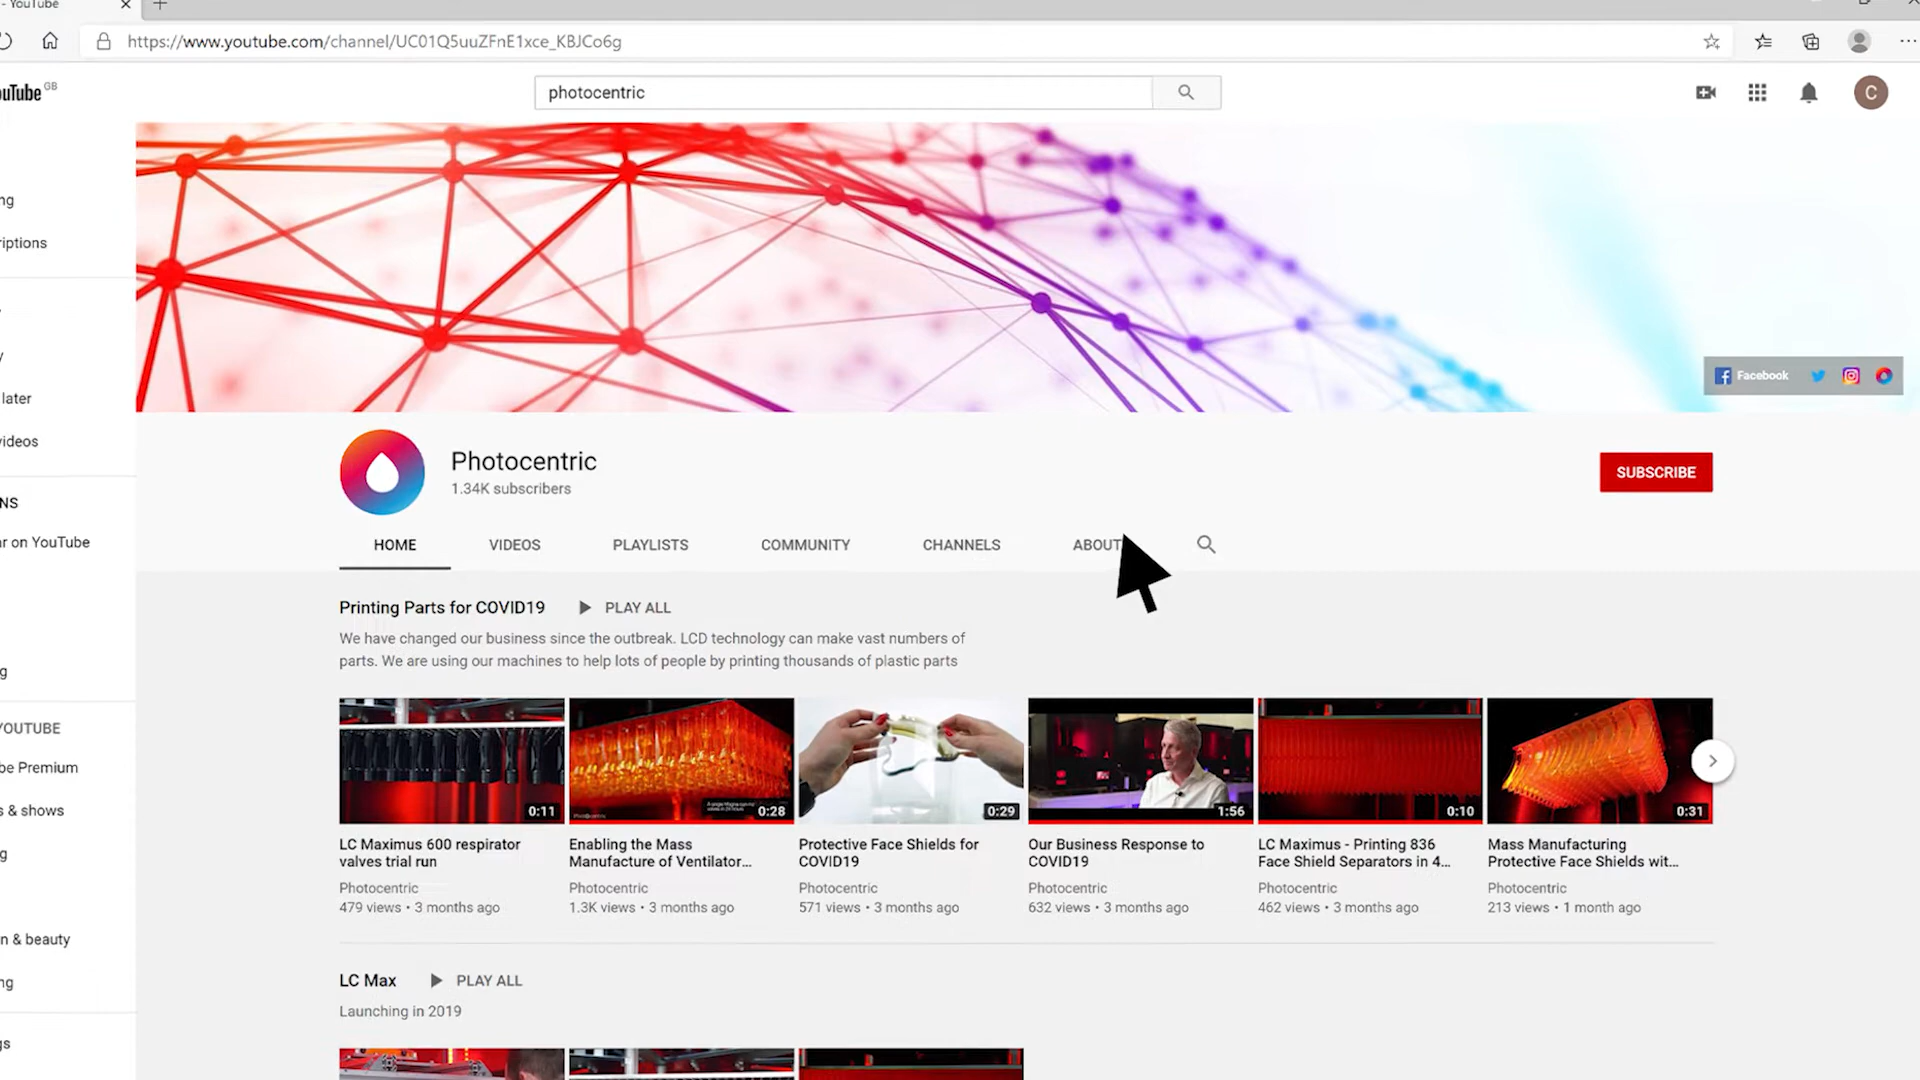 - YouTube
https://www.youtube.com/channel/UC01Q5uuZFnE1xce_KBJCo6g
ouTube GB
photocentric
C
ng
riptions
later
videos
NS
ar on YouTube
g
YOUTUBE
be Premium
s & shows
g
n & beauty
ng
gs
Facebook
Photocentric
1.34K subscribers
SUBSCRIBE
HOME VIDEOS PLAYLISTS COMMUNITY CHANNELS ABOUT
Printing Parts for COVID19 PLAY ALL
We have changed our business since the outbreak. LCD technology can make vast numbers of
parts. We are using our machines to help lots of people by printing thousands of plastic parts
0:11 0:28 0:29 1:56 0:10 0:31
LC Maximus 600 respirator
valves trial run
Photocentric
479 views • 3 months ago
Enabling the Mass
Manufacture of Ventilator...
Photocentric
1.3K views • 3 months ago
Protective Face Shields for
COVID19
Photocentric
571 views • 3 months ago
Our Business Response to
COVID19
Photocentric
632 views • 3 months ago
LC Maximus - Printing 836
Face Shield Separators in 4...
Photocentric
462 views • 3 months ago
Mass Manufacturing
Protective Face Shields wit...
Photocentric
213 views • 1 month ago
LC Max PLAY ALL
Launching in 2019